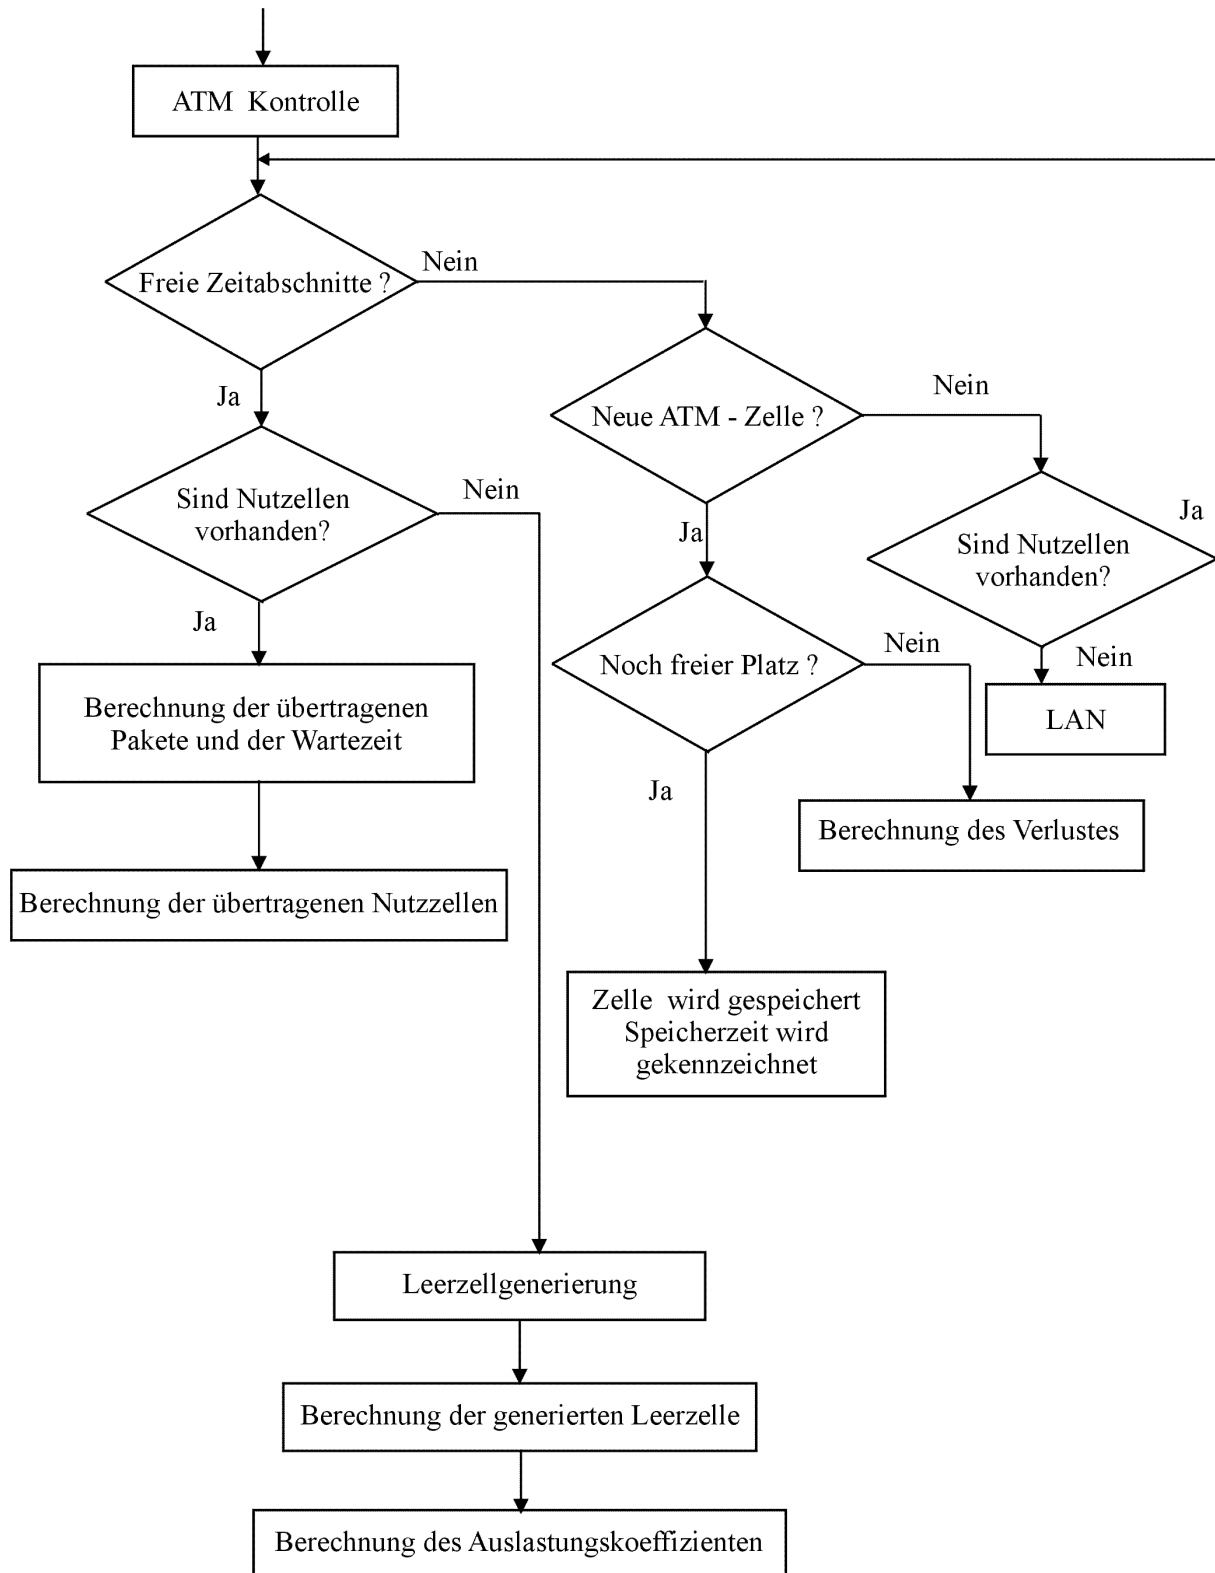 ATM Kontrolle
Freie Zeitabschnitte ?
Nein
Ja
Neue ATM - Zelle ?
Nein
Sind Nutzellen
vorhanden?
Nein
Ja
Sind Nutzellen
vorhanden?
Ja
Ja
Noch freier Platz ?
Nein
Nein
Ja
LAN
Berechnung der übertragenen
Pakete und der Wartezeit
Ja
Berechnung des Verlustes
Berechnung der übertragenen Nutzzellen
Zelle wird gespeichert
Speicherzeit wird
gekennzeichnet
Leerzellgenerierung
Berechnung der generierten Leerzelle
Berechnung des Auslastungskoeffizienten